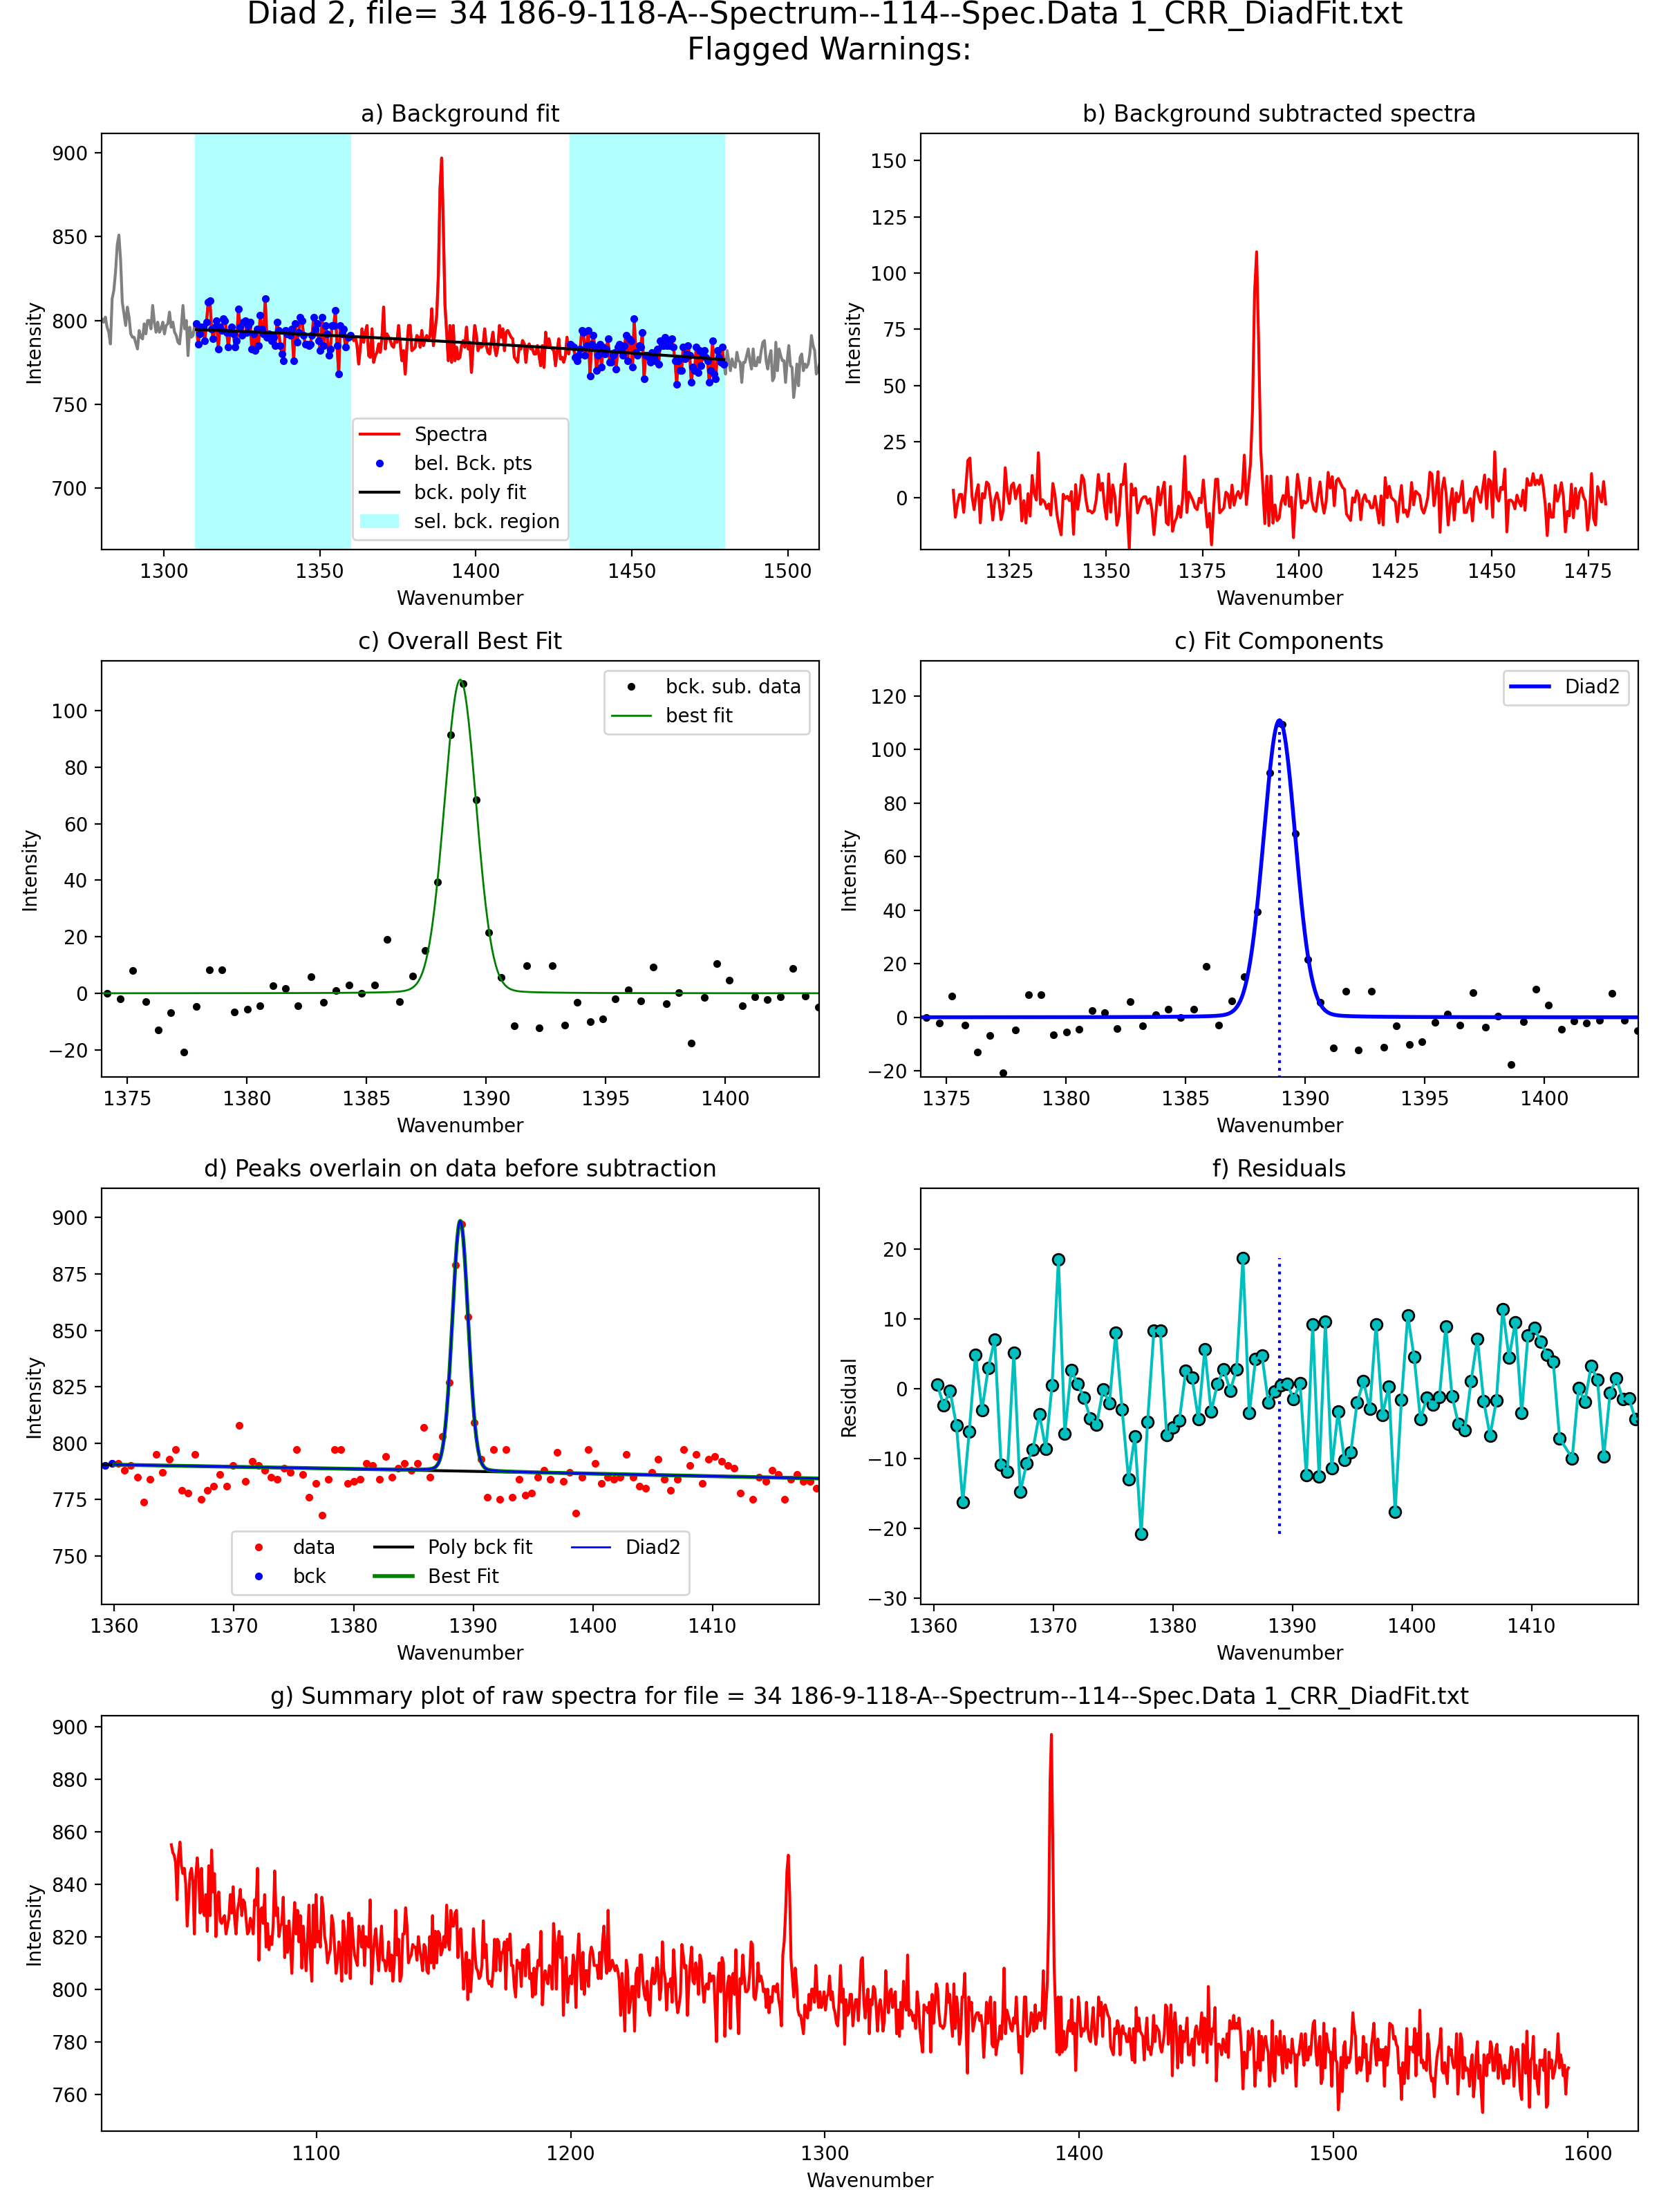 Diad 2, file= 34 186-9-118-A--Spectrum--114--Spec.Data 1_CRR_DiadFit.txt
Flagged Warnings:
a) Background fit
900
850
800
750
700
Intensity
1300 1350 1400 1450 1500
Wavenumber
Spectra
bel. Bck. pts
bck. poly fit
sel. bck. region
b) Background subtracted spectra
150
125
100
75
50
25
0
Intensity
1325 1350 1375 1400 1425 1450 1475
Wavenumber
c) Overall Best Fit
100
80
60
40
20
0
−20
Intensity
1375 1380 1385 1390 1395 1400
Wavenumber
bck. sub. data
best fit
c) Fit Components
120
100
80
60
40
20
0
−20
Intensity
1375 1380 1385 1390 1395 1400
Wavenumber
Diad2
d) Peaks overlain on data before subtraction
900
875
850
825
800
775
750
Intensity
1360 1370 1380 1390 1400 1410
Wavenumber
data
bck
Poly bck fit
Best Fit
Diad2
f) Residuals
20
10
0
−10
−20
−30
Residual
1360 1370 1380 1390 1400 1410
Wavenumber
g) Summary plot of raw spectra for file = 34 186-9-118-A--Spectrum--114--Spec.Data 1_CRR_DiadFit.txt
900
880
860
840
820
800
780
760
Intensity
1100 1200 1300 1400 1500 1600
Wavenumber